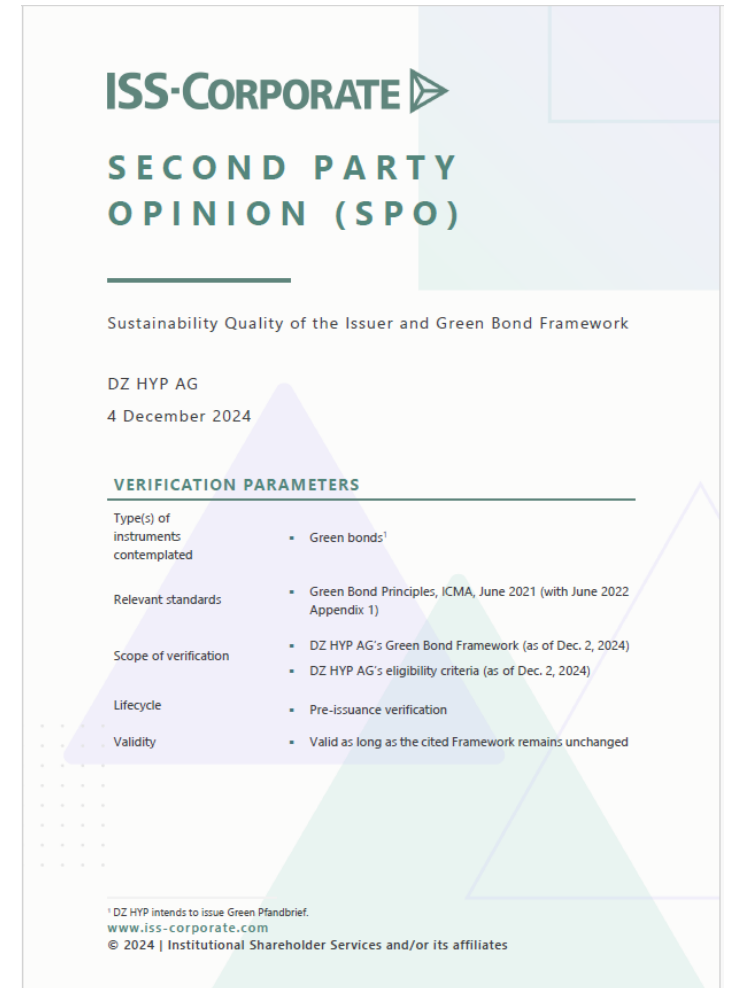 ISS-CORPORATE
SECOND PARTY
OPINION (SPO)
Sustainability Quality of the Issuer and Green Bond Framework
DZ HYP AG
4 December 2024
VERIFICATION PARAMETERS
Type(s) of
instruments
contemplated
▪ Green bonds¹
Relevant standards
▪ Green Bond Principles, ICMA, June 2021 (with June 2022
Appendix 1)
Scope of verification
▪ DZ HYP AG's Green Bond Framework (as of Dec. 2, 2024)
▪ DZ HYP AG's eligibility criteria (as of Dec. 2, 2024)
Lifecycle
▪ Pre-issuance verification
Validity
▪ Valid as long as the cited Framework remains unchanged
¹ DZ HYP intends to issue Green Pfandbrief.
www.iss-corporate.com
© 2024 | Institutional Shareholder Services and/or its affiliates